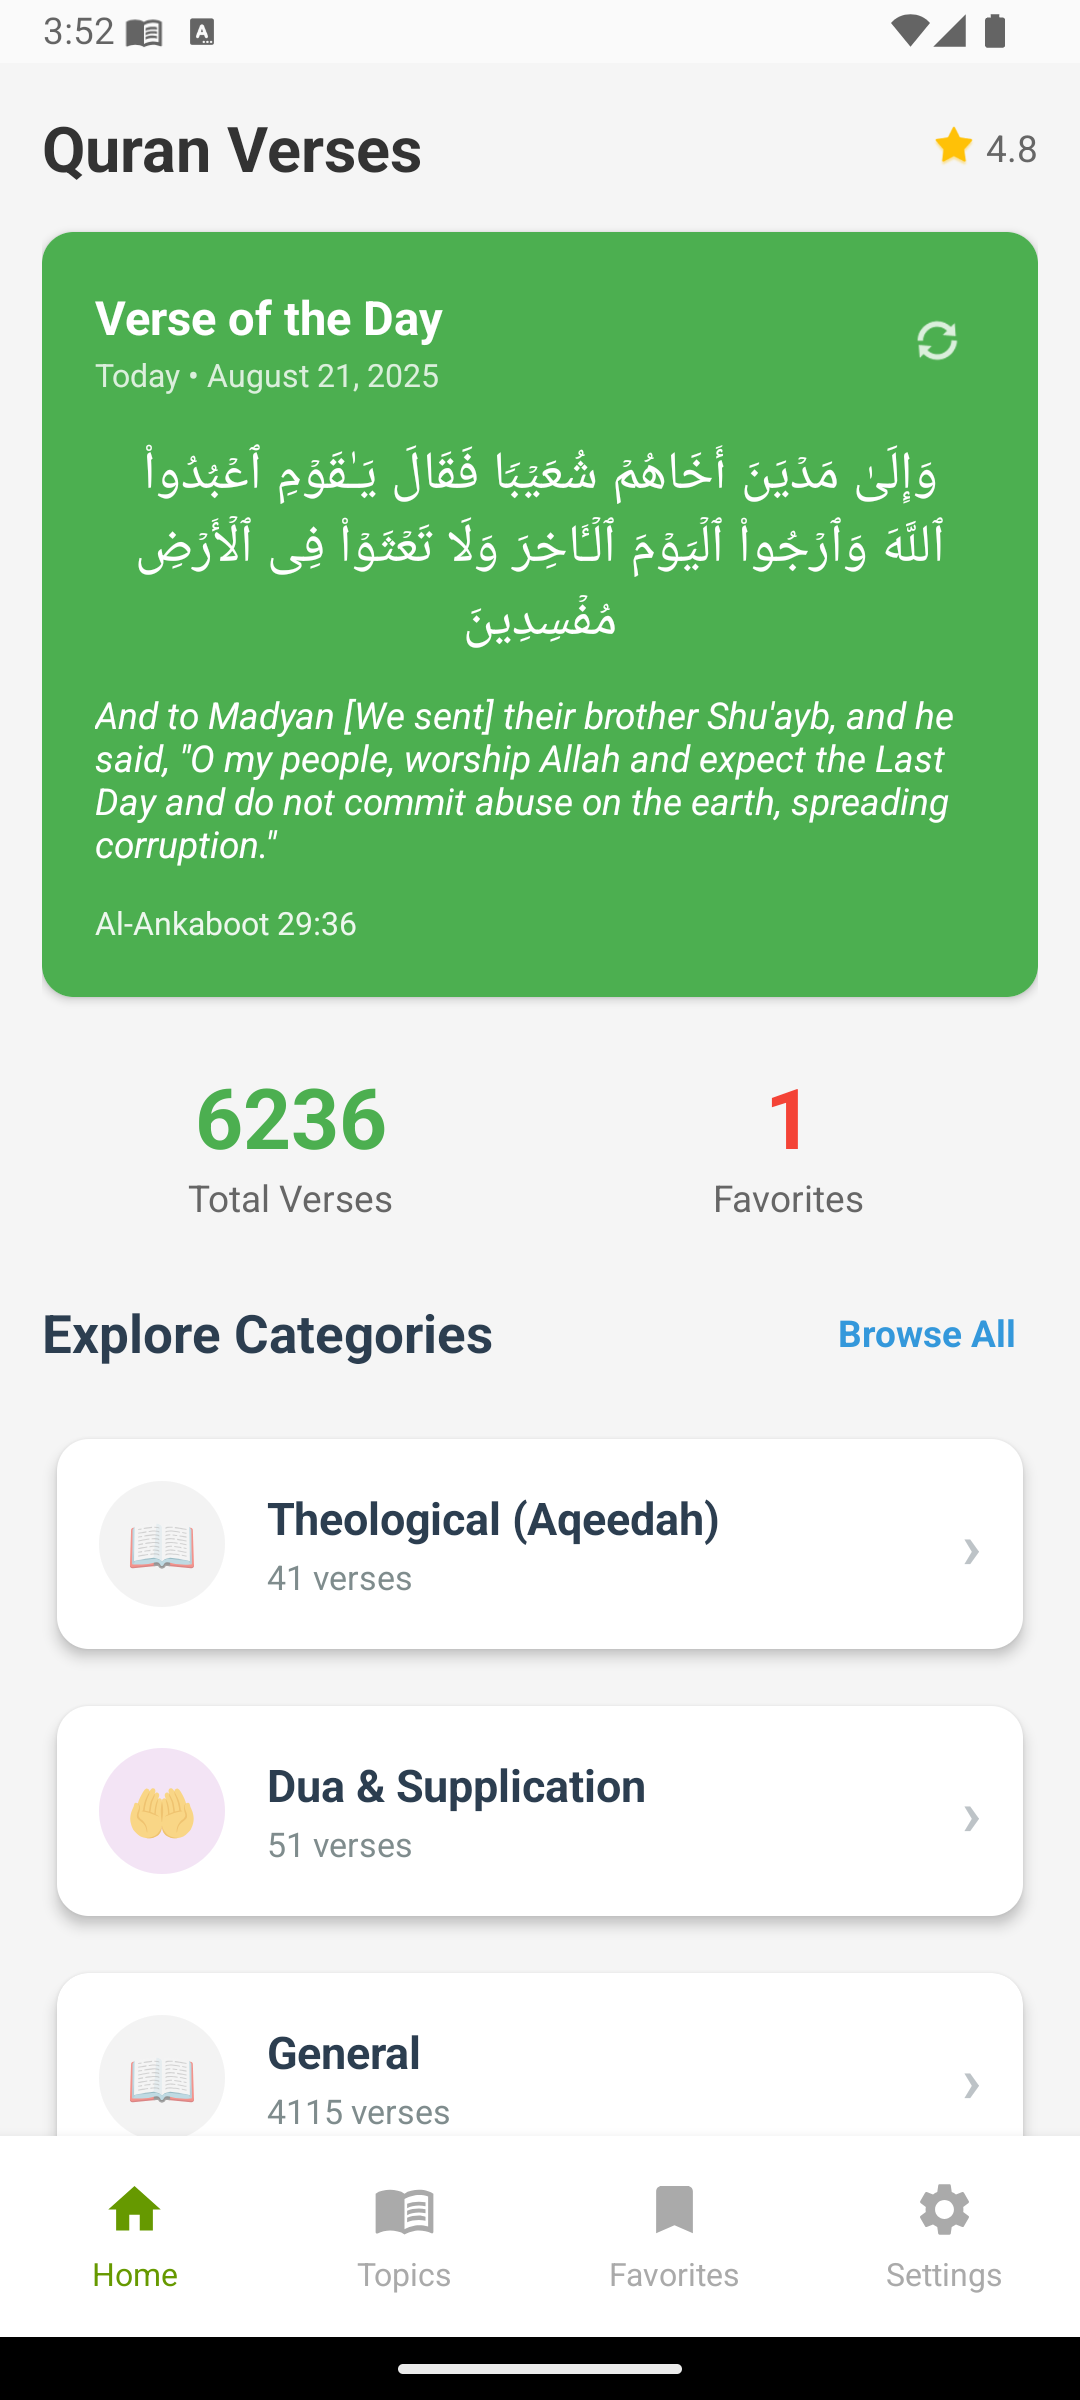 3:52
Quran Verses
⭐ 4.8
Verse of the Day
Today • August 21, 2025
وَإِلَىٰ مَدْيَنَ أَخَاهُمْ شُعَيْبًا فَقَالَ يَـٰقَوْمِ ٱعْبُدُوا۟
ٱللَّهَ وَٱرْجُوا۟ ٱلْيَوْمَ ٱلْـَٔاخِرَ وَلَا تَعْثَوْا۟ فِى ٱلْأَرْضِ
مُفْسِدِينَ
And to Madyan [We sent] their brother Shu'ayb, and he
said, "O my people, worship Allah and expect the Last
Day and do not commit abuse on the earth, spreading
corruption."
Al-Ankaboot 29:36
6236
Total Verses
1
Favorites
Explore Categories
Browse All
Theological (Aqeedah)
41 verses
Dua & Supplication
51 verses
General
4115 verses
Home
Topics
Favorites
Settings